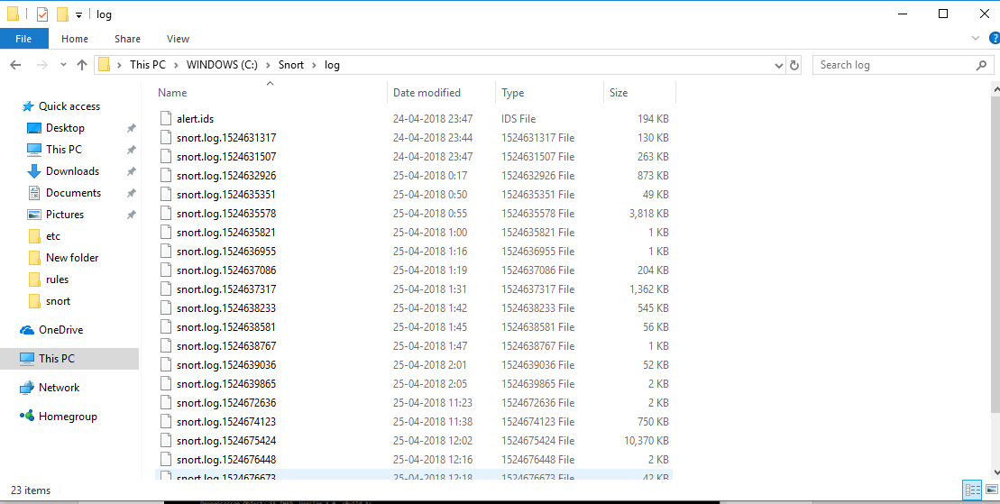 log
File Home Share View
This PC WINDOWS (C:) Snort log Search log
Name Date modified Type Size
Quick access
Desktop
This PC
Downloads
Documents
Pictures
etc
New folder
rules
snort
OneDrive
This PC
Network
Homegroup
alert.ids 24-04-2018 23:47 IDS File 194 KB
snort.log.1524631317 24-04-2018 23:44 1524631317 File 130 KB
snort.log.1524631507 24-04-2018 23:47 1524631507 File 263 KB
snort.log.1524632926 25-04-2018 0:17 1524632926 File 873 KB
snort.log.1524635351 25-04-2018 0:50 1524635351 File 49 KB
snort.log.1524635578 25-04-2018 0:55 1524635578 File 3,818 KB
snort.log.1524635821 25-04-2018 1:00 1524635821 File 1 KB
snort.log.1524636955 25-04-2018 1:16 1524636955 File 1 KB
snort.log.1524637086 25-04-2018 1:19 1524637086 File 204 KB
snort.log.1524637317 25-04-2018 1:31 1524637317 File 1,362 KB
snort.log.1524638233 25-04-2018 1:42 1524638233 File 545 KB
snort.log.1524638581 25-04-2018 1:45 1524638581 File 56 KB
snort.log.1524638767 25-04-2018 1:47 1524638767 File 1 KB
snort.log.1524639036 25-04-2018 2:01 1524639036 File 52 KB
snort.log.1524639865 25-04-2018 2:05 1524639865 File 2 KB
snort.log.1524672636 25-04-2018 11:23 1524672636 File 2 KB
snort.log.1524674123 25-04-2018 11:38 1524674123 File 750 KB
snort.log.1524675424 25-04-2018 12:02 1524675424 File 10,370 KB
snort.log.1524676448 25-04-2018 12:16 1524676448 File 2 KB
snort.log.1524676673 25-04-2018 12:18 1524676673 File 42 KB
23 items